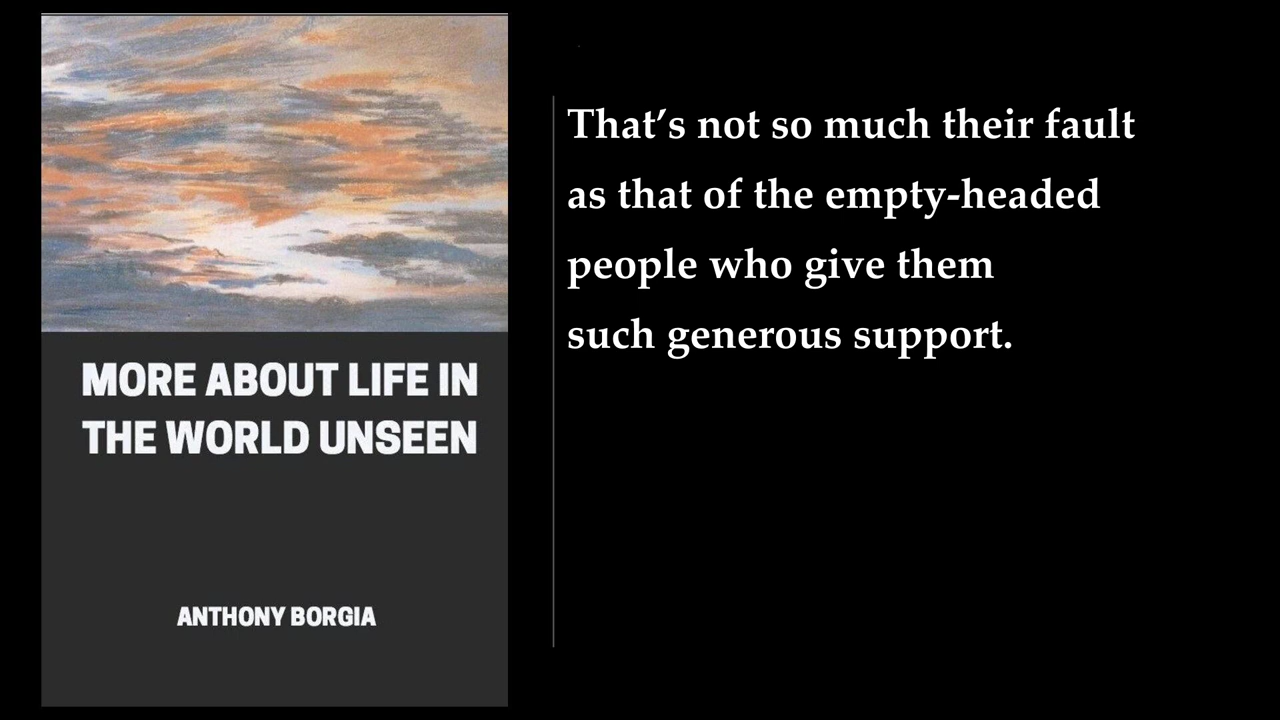 MORE ABOUT LIFE IN
THE WORLD UNSEEN
ANTHONY BORGIA
That’s not so much their fault
as that of the empty-headed
people who give them
such generous support.